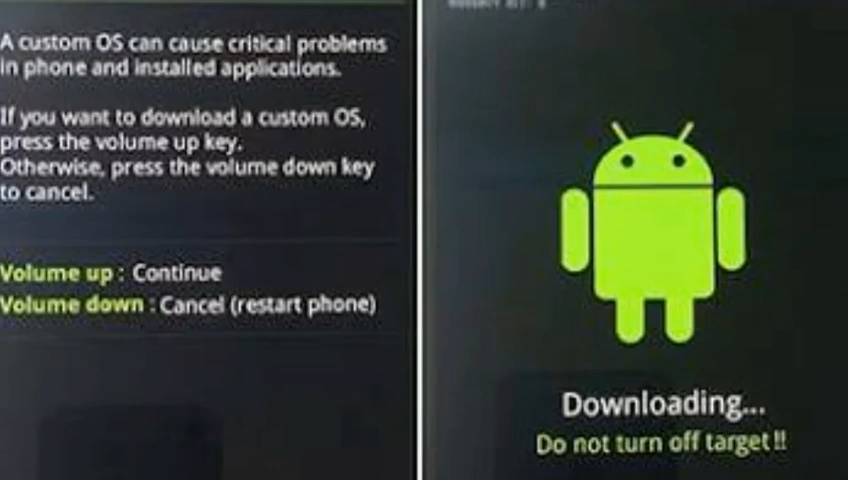 A custom OS can cause critical problems
in phone and installed applications.
If you want to download a custom OS,
press the volume up key.
Otherwise, press the volume down key
to cancel.
Volume up : Continue
Volume down : Cancel (restart phone)
Downloading...
Do not turn off target !!